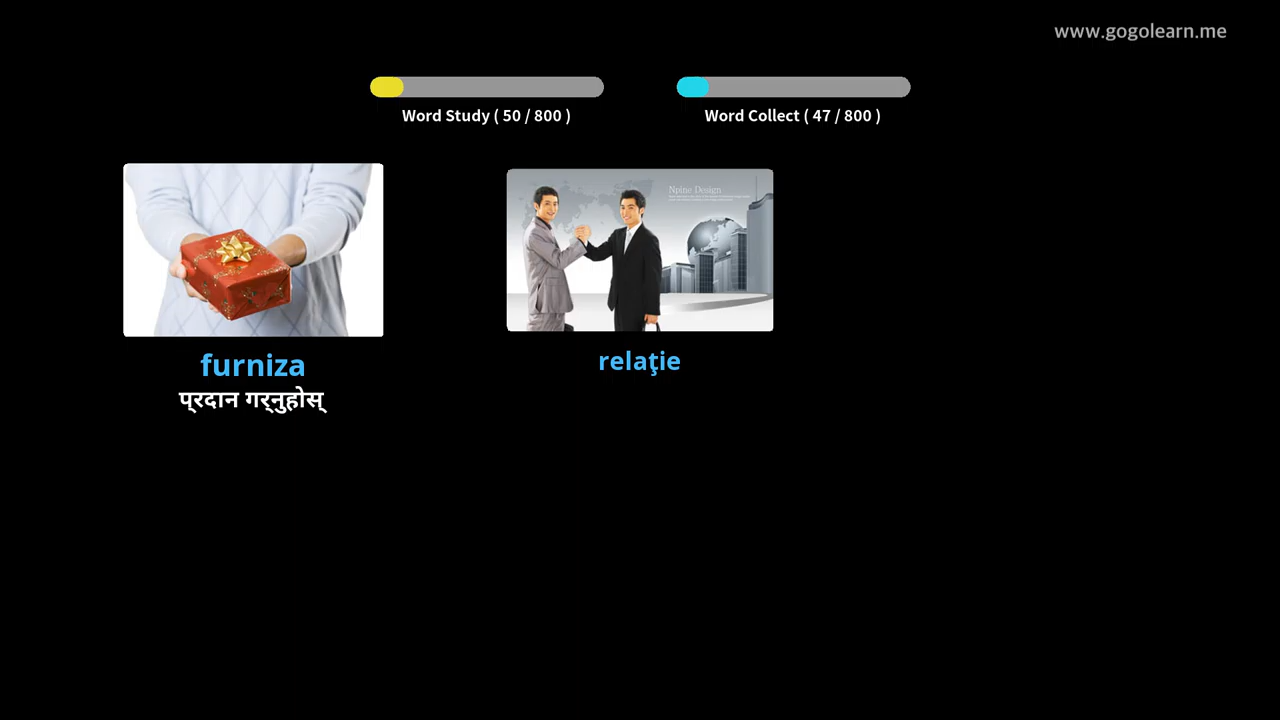 www.gogolearn.me
Word Study ( 50 / 800 )
Word Collect ( 47 / 800 )
Npine Design
furniza
प्रदान गर्नुहोस्
relaţie